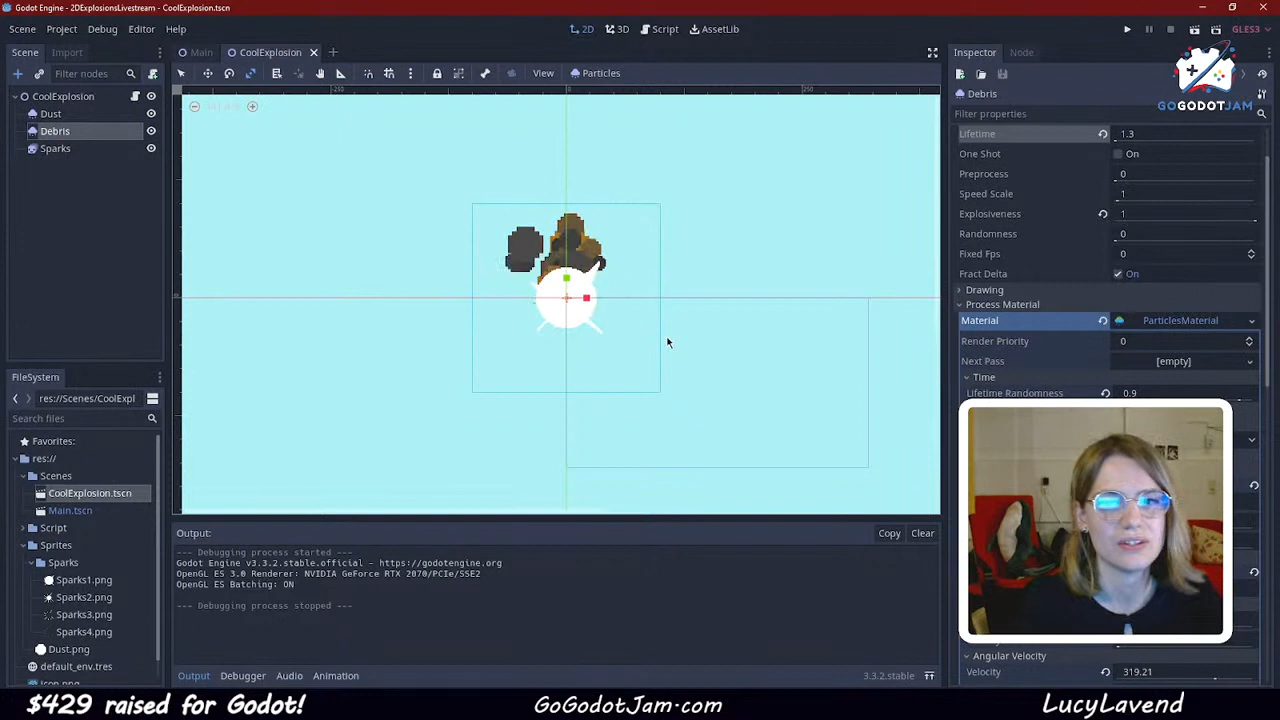 Godot Engine - 2DExplosionsLivestream - CoolExplosion.tscn
Scene Project Debug Editor Help
2D 3D Script AssetLib
GLES3
Scene Import
Main CoolExplosion
Inspector Node
Filter nodes
View Particles
GOGODOTJAM
CoolExplosion
Dust
Debris
Sparks
-250 0 250
Debris
Filter properties
Lifetime 1.3
One Shot On
Preprocess 0
Speed Scale 1
Explosiveness 1
Randomness 0
Fixed Fps 0
Fract Delta On
Drawing
Process Material
Material ParticlesMaterial
Render Priority 0
Next Pass [empty]
Time
Lifetime Randomness 0.9
Angular Velocity
Velocity 319.21
FileSystem
res://Scenes/CoolExpl
Search files
Favorites:
res://
Scenes
CoolExplosion.tscn
Main.tscn
Script
Sprites
Sparks
Sparks1.png
Sparks2.png
Sparks3.png
Sparks4.png
Dust.png
default_env.tres
icon.png
Output: Copy Clear
--- Debugging process started ---
Godot Engine v3.3.2.stable.official - https://godotengine.org
OpenGL ES 3.0 Renderer: NVIDIA GeForce RTX 2070/PCIe/SSE2
OpenGL ES Batching: ON
--- Debugging process stopped ---
Output Debugger Audio Animation 3.3.2.stable
$429 raised for Godot! GoGodotJam.com LucyLavend